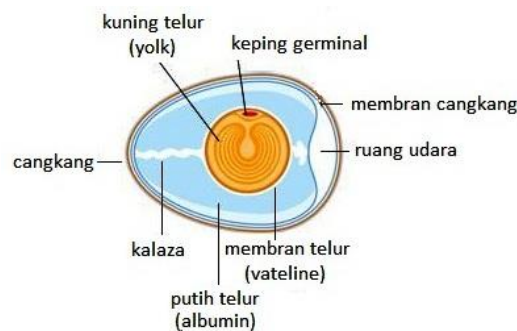 kuning telur
(yolk)
keping germinal
membran cangkang
cangkang
ruang udara
kalaza
membran telur
(vateline)
putih telur
(albumin)